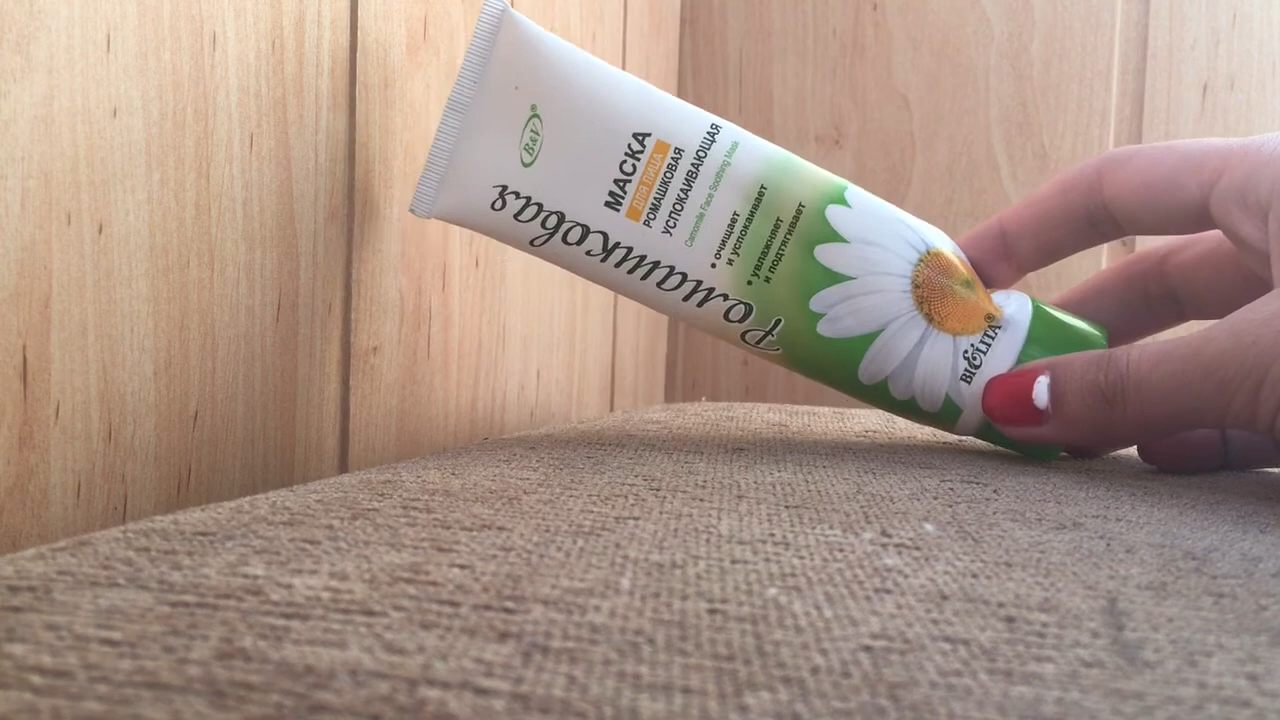 B&V®
МАСКА
ДЛЯ ЛИЦА
РОМАШКОВАЯ
УСПОКАИВАЮЩАЯ
Camomile Face Soothing Mask
• очищает
и успокаивает
• увлажняет
и подтягивает
Ромашковая
BIELITA®